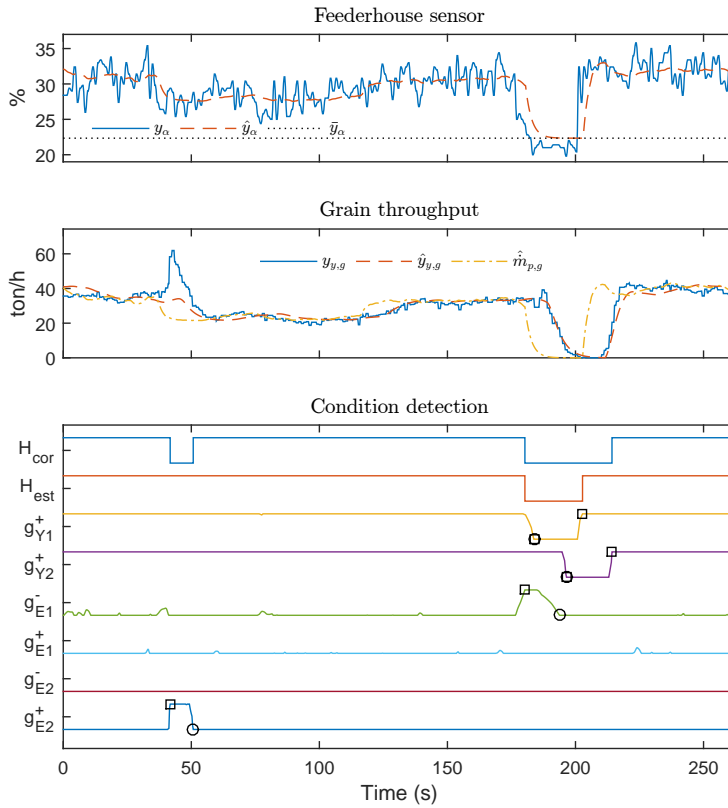 Feederhouse sensor
35
30
25
20
%
y_α ŷ_α ȳ_α
Grain throughput
60
40
20
0
ton/h
y_{y,g} ŷ_{y,g} \hat{ṁ}_{p,g}
Condition detection
H_cor
H_est
g^+_{Y1}
g^+_{Y2}
g^-_{E1}
g^+_{E1}
g^-_{E2}
g^+_{E2}
0 50 100 150 200 250
Time (s)